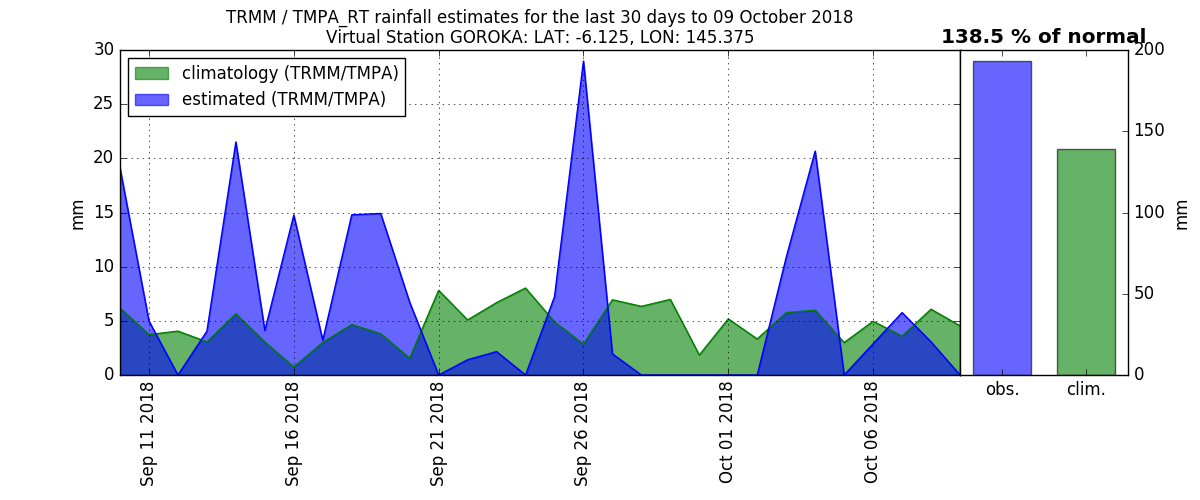 TRMM / TMPA_RT rainfall estimates for the last 30 days to 09 October 2018
Virtual Station GOROKA: LAT: -6.125, LON: 145.375
138.5 % of normal
climatology (TRMM/TMPA)
estimated (TRMM/TMPA)
30
25
20
15
10
5
0
mm
Sep 11 2018
Sep 16 2018
Sep 21 2018
Sep 26 2018
Oct 01 2018
Oct 06 2018
obs.
clim.
200
150
100
50
0
mm